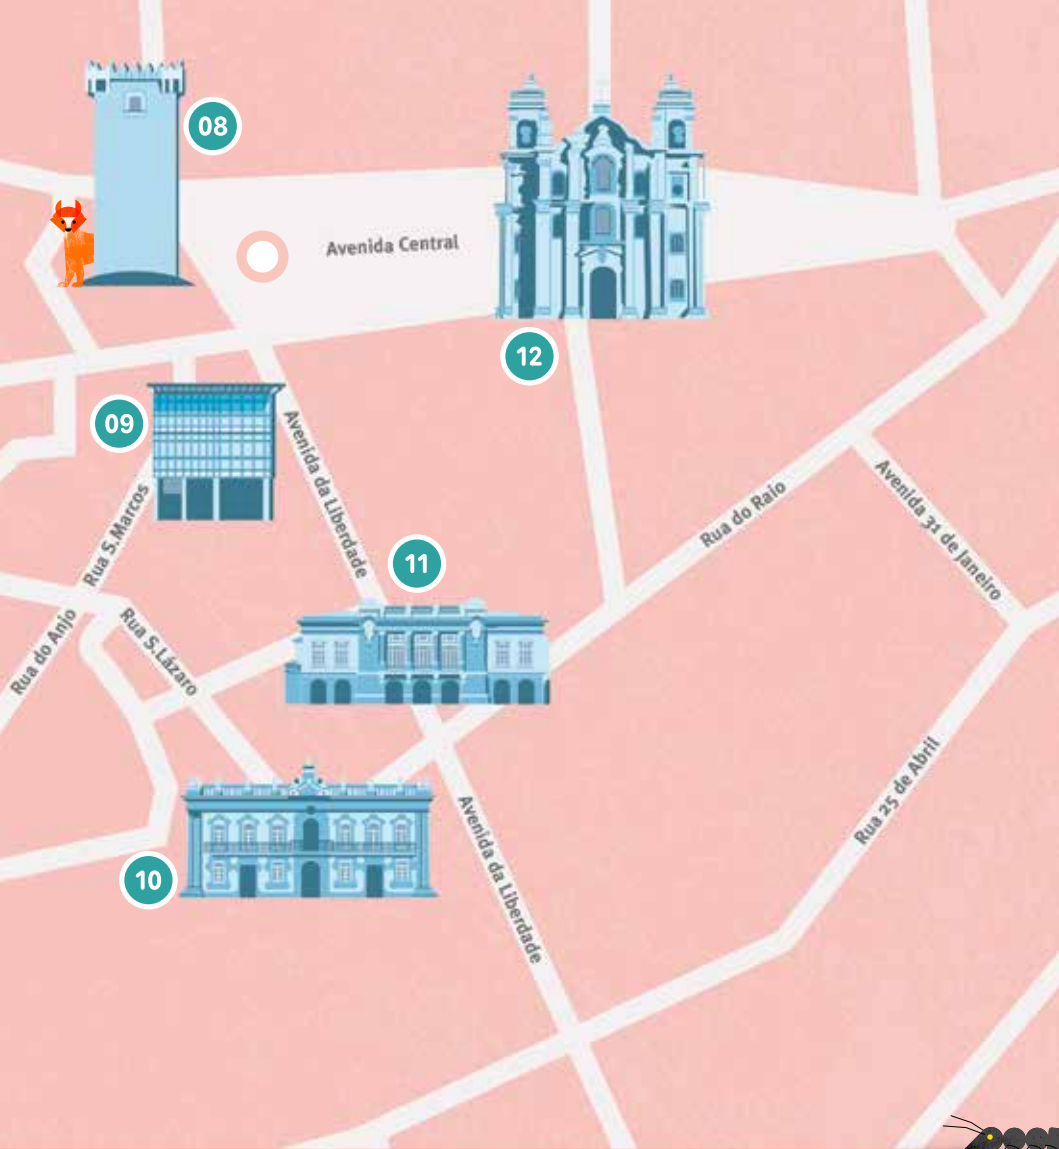 08
Avenida Central
12
09
Avenida da Liberdade
Rua S.Marcos
Rua do Raio
Avenida 31 de Janeiro
11
Rua do Anjo
Rua S.Lázaro
Rua 25 de Abril
Avenida da Liberdade
10